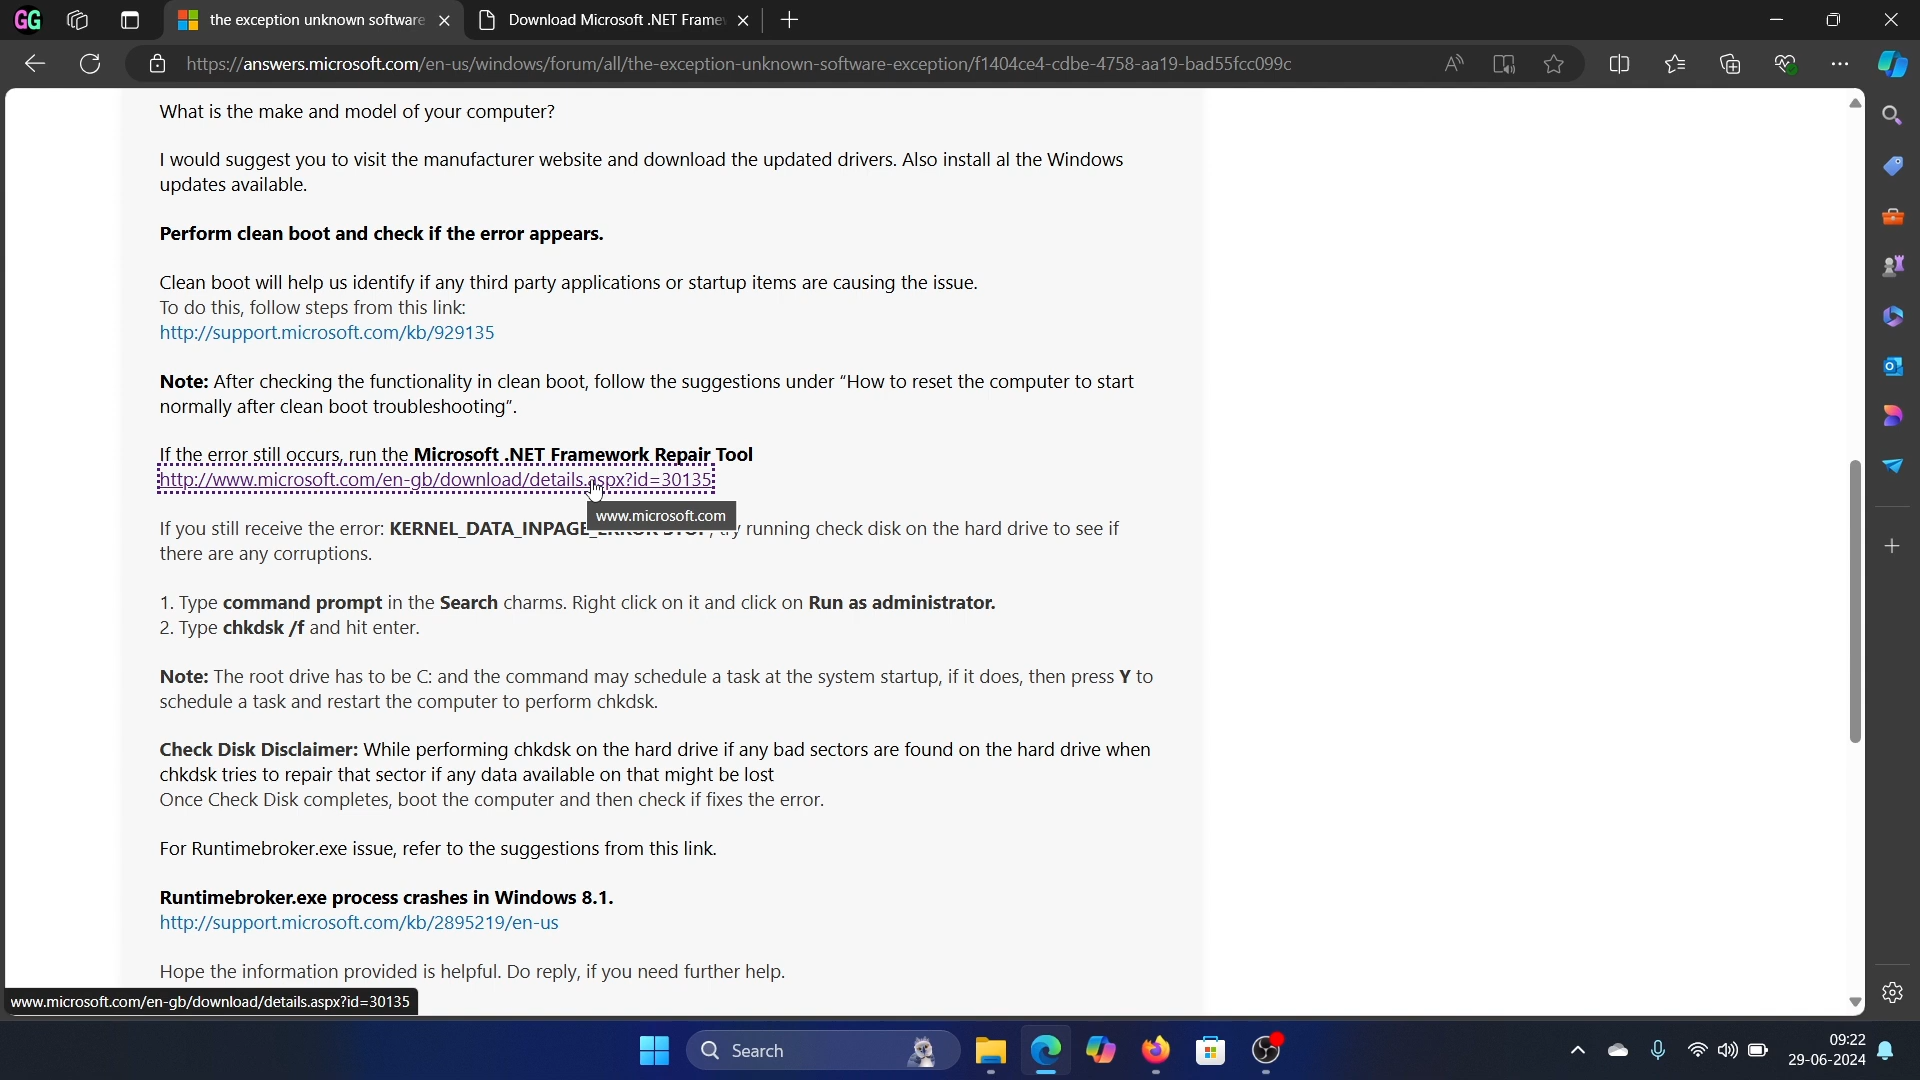 GG
the exception unknown software
Download Microsoft .NET Frame
https://answers.microsoft.com/en-us/windows/forum/all/the-exception-unknown-software-exception/f1404ce4-cdbe-4758-aa19-bad55fcc099c
What is the make and model of your computer?
I would suggest you to visit the manufacturer website and download the updated drivers. Also install al the Windows
updates available.
Perform clean boot and check if the error appears.
Clean boot will help us identify if any third party applications or startup items are causing the issue.
To do this, follow steps from this link:
http://support.microsoft.com/kb/929135
Note: After checking the functionality in clean boot, follow the suggestions under “How to reset the computer to start
normally after clean boot troubleshooting”.
If the error still occurs, run the Microsoft .NET Framework Repair Tool
http://www.microsoft.com/en-gb/download/details.aspx?id=30135
www.microsoft.com
If you still receive the error: KERNEL_DATA_INPAGE running check disk on the hard drive to see if
there are any corruptions.
1. Type command prompt in the Search charms. Right click on it and click on Run as administrator.
2. Type chkdsk /f and hit enter.
Note: The root drive has to be C: and the command may schedule a task at the system startup, if it does, then press Y to
schedule a task and restart the computer to perform chkdsk.
Check Disk Disclaimer: While performing chkdsk on the hard drive if any bad sectors are found on the hard drive when
chkdsk tries to repair that sector if any data available on that might be lost
Once Check Disk completes, boot the computer and then check if fixes the error.
For Runtimebroker.exe issue, refer to the suggestions from this link.
Runtimebroker.exe process crashes in Windows 8.1.
http://support.microsoft.com/kb/2895219/en-us
Hope the information provided is helpful. Do reply, if you need further help.
www.microsoft.com/en-gb/download/details.aspx?id=30135
Search
09:22
29-06-2024